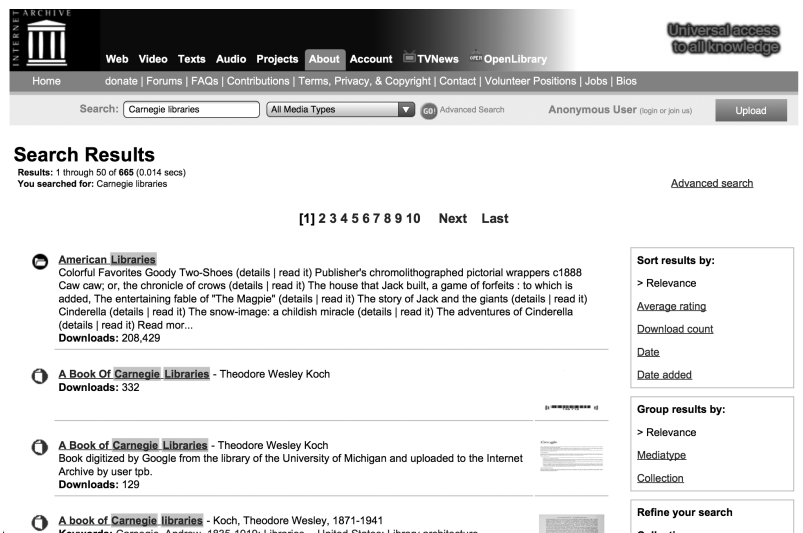 INTERNET ARCHIVE
Universal access
to all knowledge
Web Video Texts Audio Projects About Account TVNews OPEN OpenLibrary
Home donate | Forums | FAQs | Contributions | Terms, Privacy, & Copyright | Contact | Volunteer Positions | Jobs | Bios
Search: Carnegie libraries All Media Types GO! Advanced Search Anonymous User (login or join us) Upload
Search Results
Results: 1 through 50 of 665 (0.014 secs)
You searched for: Carnegie libraries
Advanced search
[1] 2 3 4 5 6 7 8 9 10 Next Last
American Libraries
Colorful Favorites Goody Two-Shoes (details | read it) Publisher's chromolithographed pictorial wrappers c1888
Caw caw; or, the chronicle of crows (details | read it) The house that Jack built, a game of forfeits : to which is
added, The entertaining fable of "The Magpie" (details | read it) The story of Jack and the giants (details | read it)
Cinderella (details | read it) The snow-image: a childish miracle (details | read it) The adventures of Cinderella
(details | read it) Read mor...
Downloads: 208,429
A Book Of Carnegie Libraries - Theodore Wesley Koch
Downloads: 332
A Book of Carnegie Libraries - Theodore Wesley Koch
Book digitized by Google from the library of the University of Michigan and uploaded to the Internet
Archive by user tpb.
Downloads: 129
A book of Carnegie libraries - Koch, Theodore Wesley, 1871-1941
Keywords: Carnegie, Andrew, 1835-1919; Libraries -- United States; Library architecture
Sort results by:
> Relevance
Average rating
Download count
Date
Date added
Group results by:
> Relevance
Mediatype
Collection
Refine your search